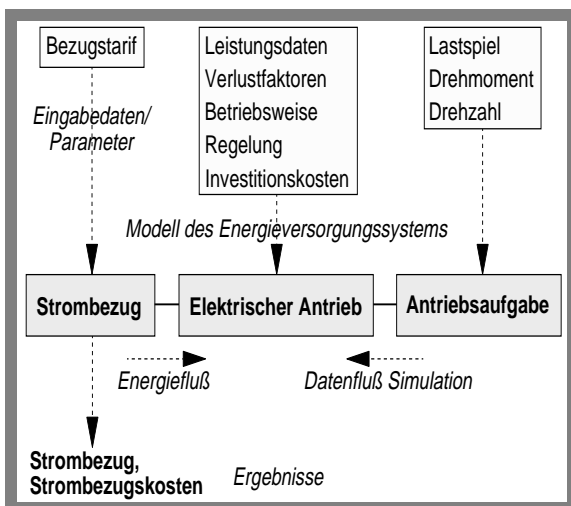 Bezugstarif
Leistungsdaten
Verlustfaktoren
Betriebsweise
Regelung
Investitionskosten
Lastspiel
Drehmoment
Drehzahl
Eingabedaten/
Parameter
Modell des Energieversorgungssystems
Strombezug
Elektrischer Antrieb
Antriebsaufgabe
Energiefluß
Datenfluß Simulation
Strombezug,
Strombezugskosten
Ergebnisse